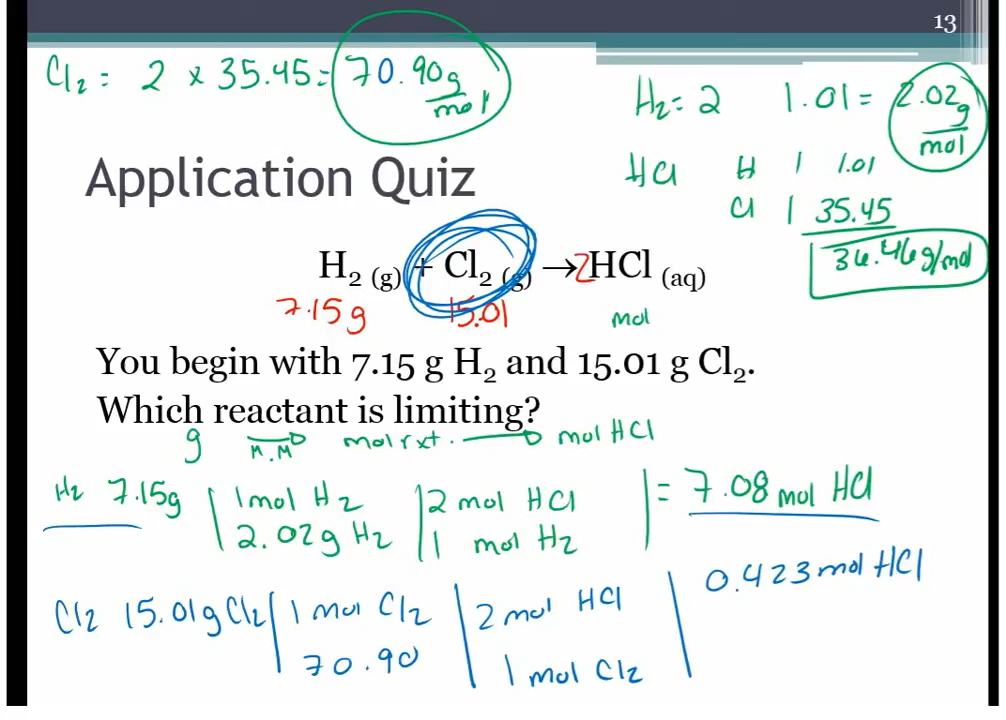 13
Cl₂ = 2 × 35.45 = 70.90 g/mol
H₂ = 2 1.01 = 2.02 g/mol
HCl H 1 1.01
Cl 1 35.45
36.46 g/mol
Application Quiz
H₂ (g) + Cl₂ (g) → 2 HCl (aq)
7.15 g 15.01 mol
You begin with 7.15 g H₂ and 15.01 g Cl₂.
Which reactant is limiting?
g M.M → mol rxt. → mol HCl
H₂ 7.15g | 1 mol H₂ | 2 mol HCl | = 7.08 mol HCl
2.02g H₂ | 1 mol H₂
Cl₂ 15.01g Cl₂ | 1 mol Cl₂ | 2 mol HCl | 0.423 mol HCl
70.90 | 1 mol Cl₂